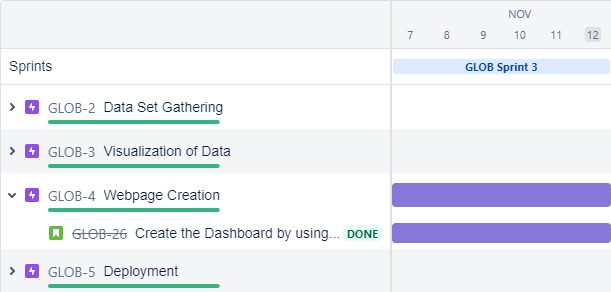 NOV
7 8 9 10 11 12
Sprints GLOB Sprint 3
GLOB-2 Data Set Gathering
GLOB-3 Visualization of Data
GLOB-4 Webpage Creation
GLOB-26 Create the Dashboard by using... DONE
GLOB-5 Deployment